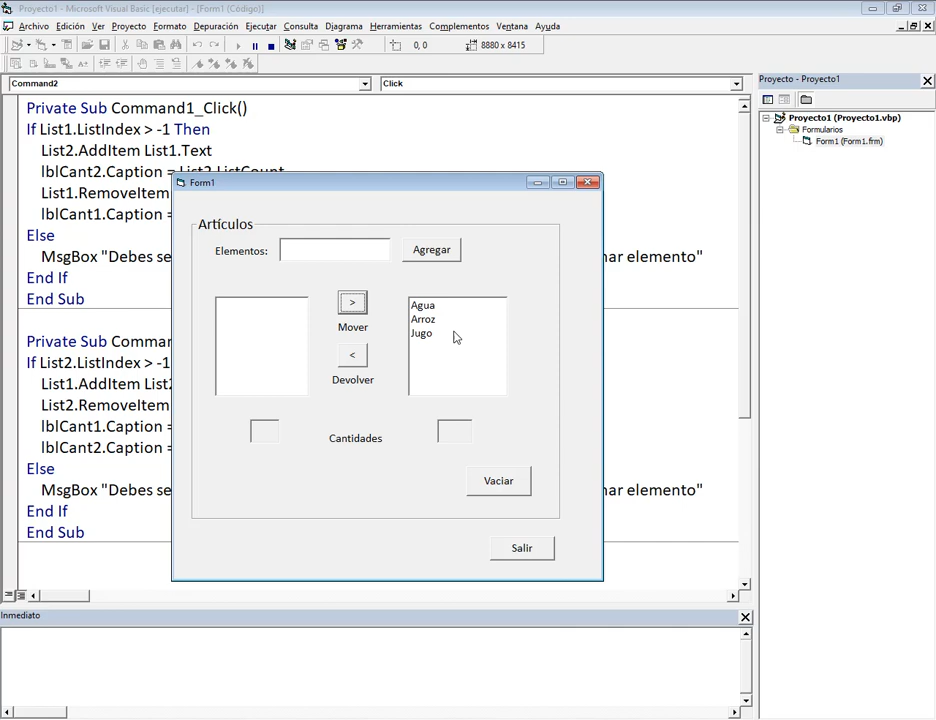 Proyecto1 - Microsoft Visual Basic [ejecutar] - [Form1 (Código)]
Archivo Edición Ver Proyecto Formato Depuración Ejecutar Consulta Diagrama Herramientas Complementos Ventana Ayuda
0, 0 8880 x 8415
Command2 Click
Private Sub Command1_Click()
If List1.ListIndex > -1 Then
List2.AddItem List1.Text
lblCant2.Caption = List2.ListCount
List1.RemoveItem
lblCant1.Caption =
Else
MsgBox "Debes se nar elemento"
End If
End Sub
Private Sub Comma
If List2.ListIndex > -1
List1.AddItem List2.
List2.RemoveItem
lblCant1.Caption =
lblCant2.Caption =
Else
MsgBox "Debes se nar elemento"
End If
End Sub
Form1
Artículos
Elementos: Agregar
Agua
Arroz
Jugo
>
Mover
<
Devolver
Cantidades
Vaciar
Salir
Proyecto - Proyecto1
Proyecto1 (Proyecto1.vbp)
Formularios
Form1 (Form1.frm)
Inmediato